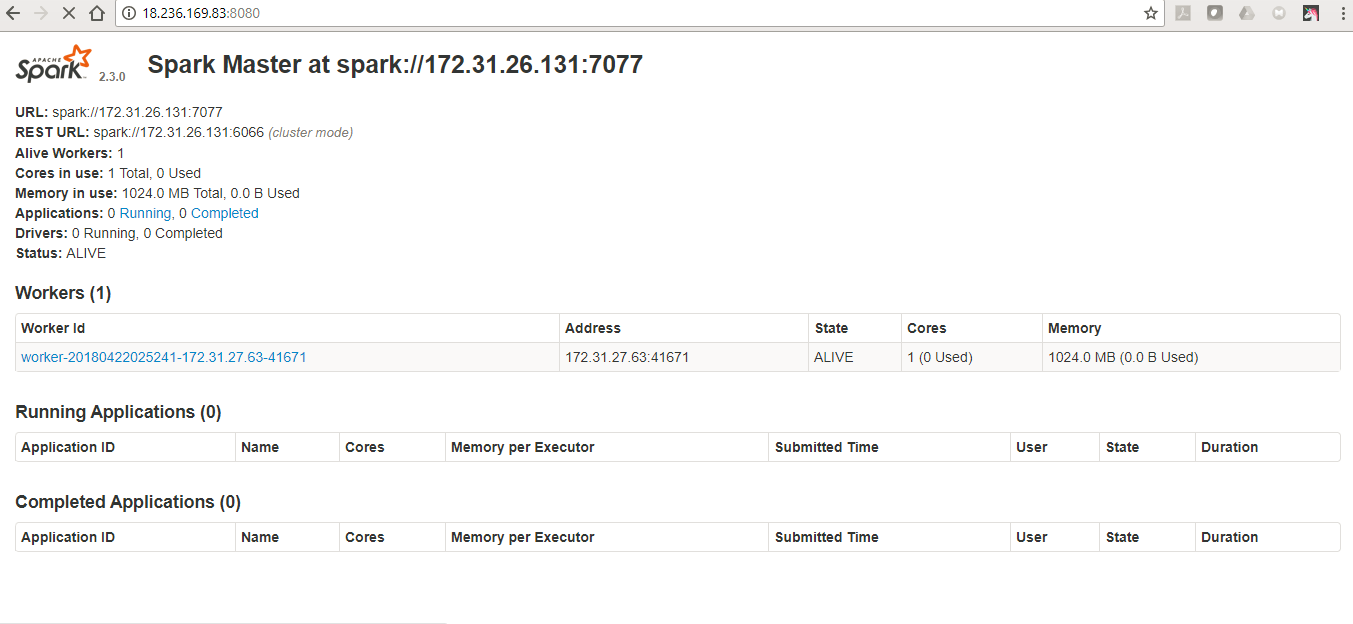 18.236.169.83:8080
APACHE
Spark 2.3.0 Spark Master at spark://172.31.26.131:7077
URL: spark://172.31.26.131:7077
REST URL: spark://172.31.26.131:6066 (cluster mode)
Alive Workers: 1
Cores in use: 1 Total, 0 Used
Memory in use: 1024.0 MB Total, 0.0 B Used
Applications: 0 Running, 0 Completed
Drivers: 0 Running, 0 Completed
Status: ALIVE
Workers (1)
Worker Id Address State Cores Memory
worker-20180422025241-172.31.27.63-41671 172.31.27.63:41671 ALIVE 1 (0 Used) 1024.0 MB (0.0 B Used)
Running Applications (0)
Application ID Name Cores Memory per Executor Submitted Time User State Duration
Completed Applications (0)
Application ID Name Cores Memory per Executor Submitted Time User State Duration